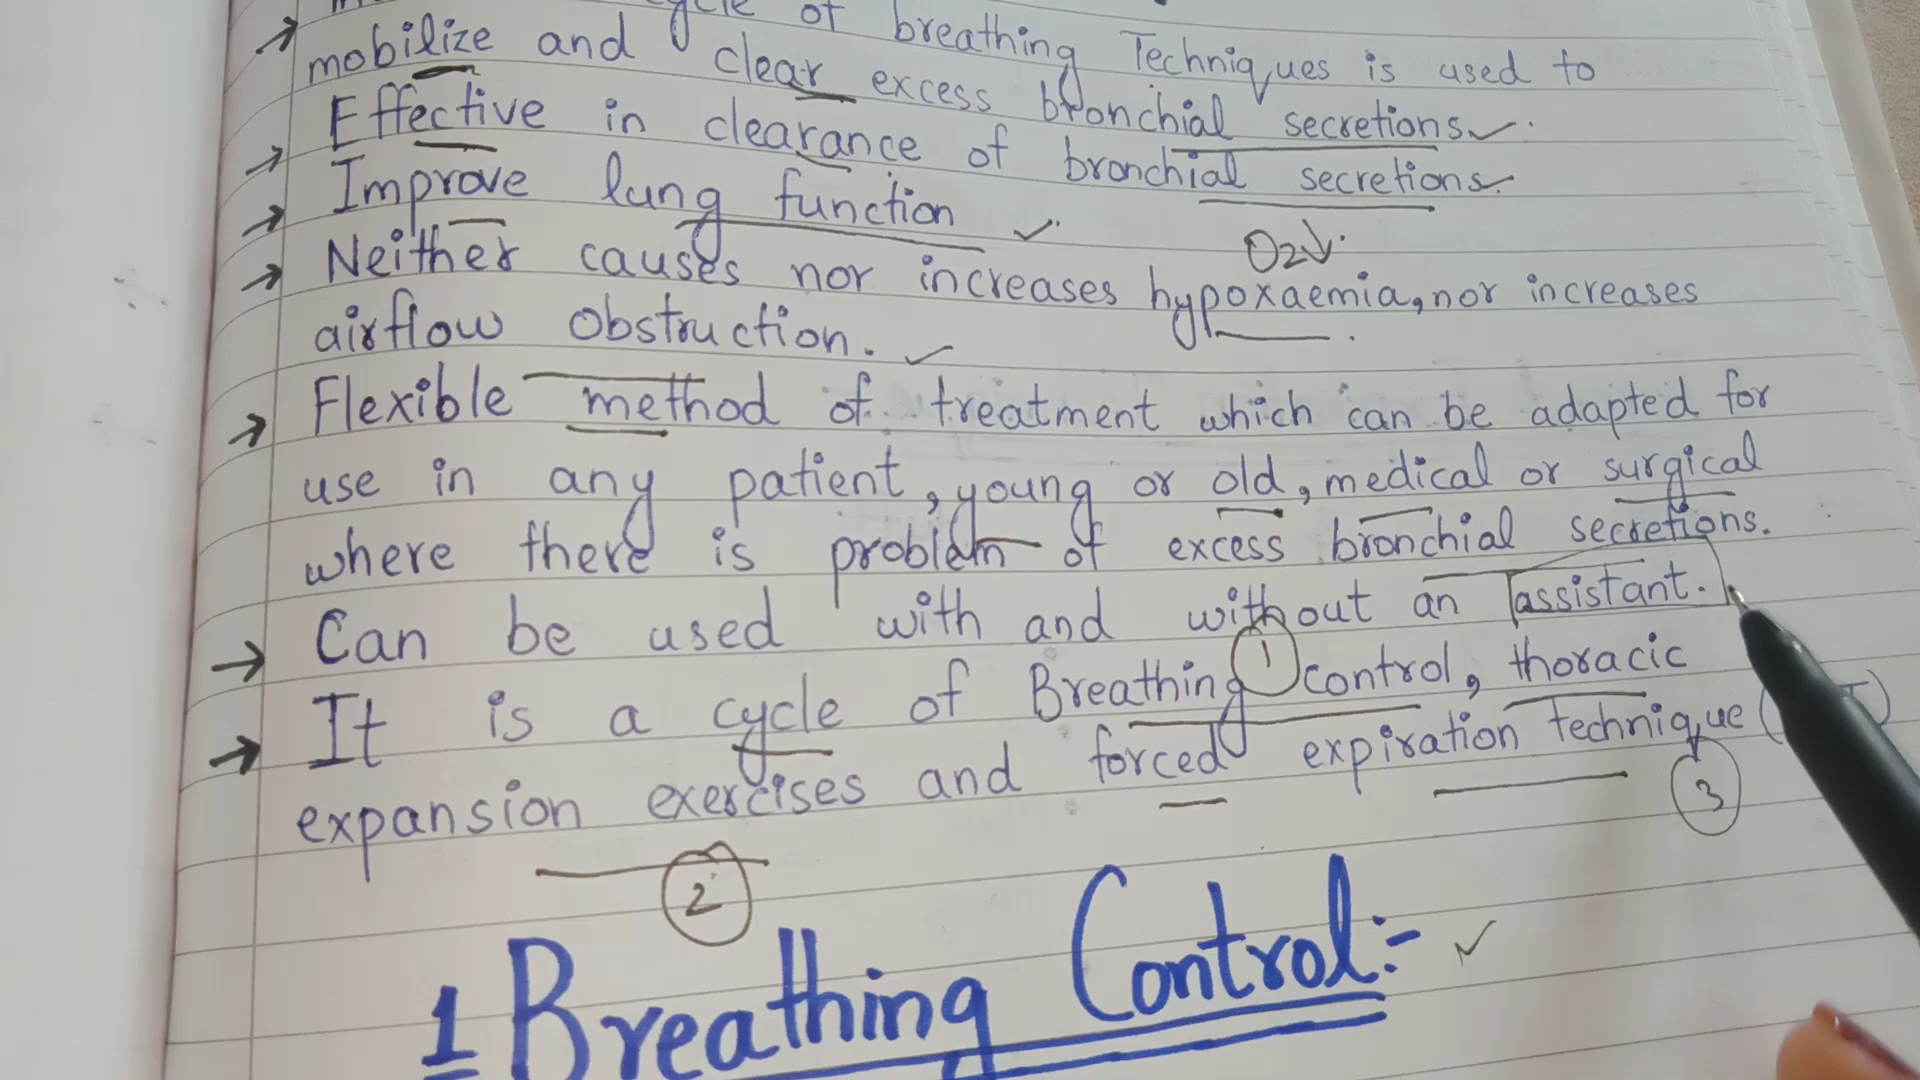 cycle of breathing Techniques is used to
mobilize and clear excess bronchial secretions.
Effective in clearance of bronchial secretions.
Improve lung function
O2↓
Neither causes nor increases hypoxaemia, nor increases
airflow obstruction.
Flexible method of treatment which can be adapted for
use in any patient, young or old, medical or surgical
where there is problem of excess bronchial secretions.
Can be used with and without an assistant.
1
It is a cycle of Breathing control, thoracic
expansion exercises and forced expiration technique
3
2
1 Breathing Control:-